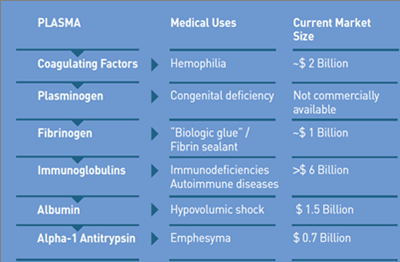 PLASMA Medical Uses Current Market
Size
Coagulating Factors Hemophilia ~$ 2 Billion
Plasminogen Congenital deficiency Not commercially
available
Fibrinogen "Biologic glue" / ~$ 1 Billion
Fibrin sealant
Immunoglobulins Immunodeficiencies >$ 6 Billion
Autoimmune diseases
Albumin Hypovolumic shock $ 1.5 Billion
Alpha-1 Antitrypsin Emphesyma $ 0.7 Billion